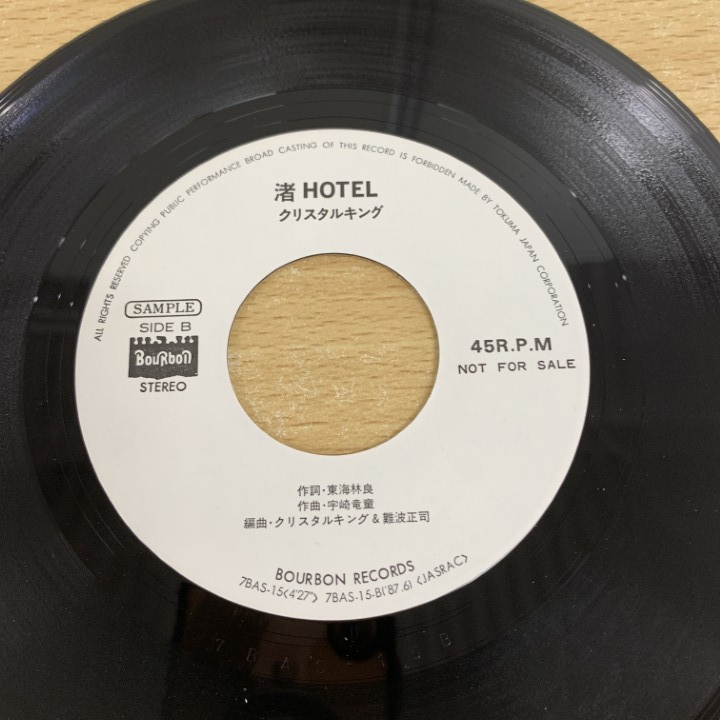 ALL RIGHTS RESERVED COPYING PUBLIC PERFORMANCE BROAD CASTING OF THIS RECORD IS FORBIDDEN MADE BY TOKUMA JAPAN CORPORATION
渚 HOTEL
クリスタルキング
SAMPLE
SIDE B
BouRbon
STEREO
45R.P.M
NOT FOR SALE
作詞・東海林良
作曲・宇崎竜童
編曲・クリスタルキング & 難波正司
BOURBON RECORDS
7BAS-15〈4'27"〉 7BAS-15-B('87.6) 〈JASRAC〉